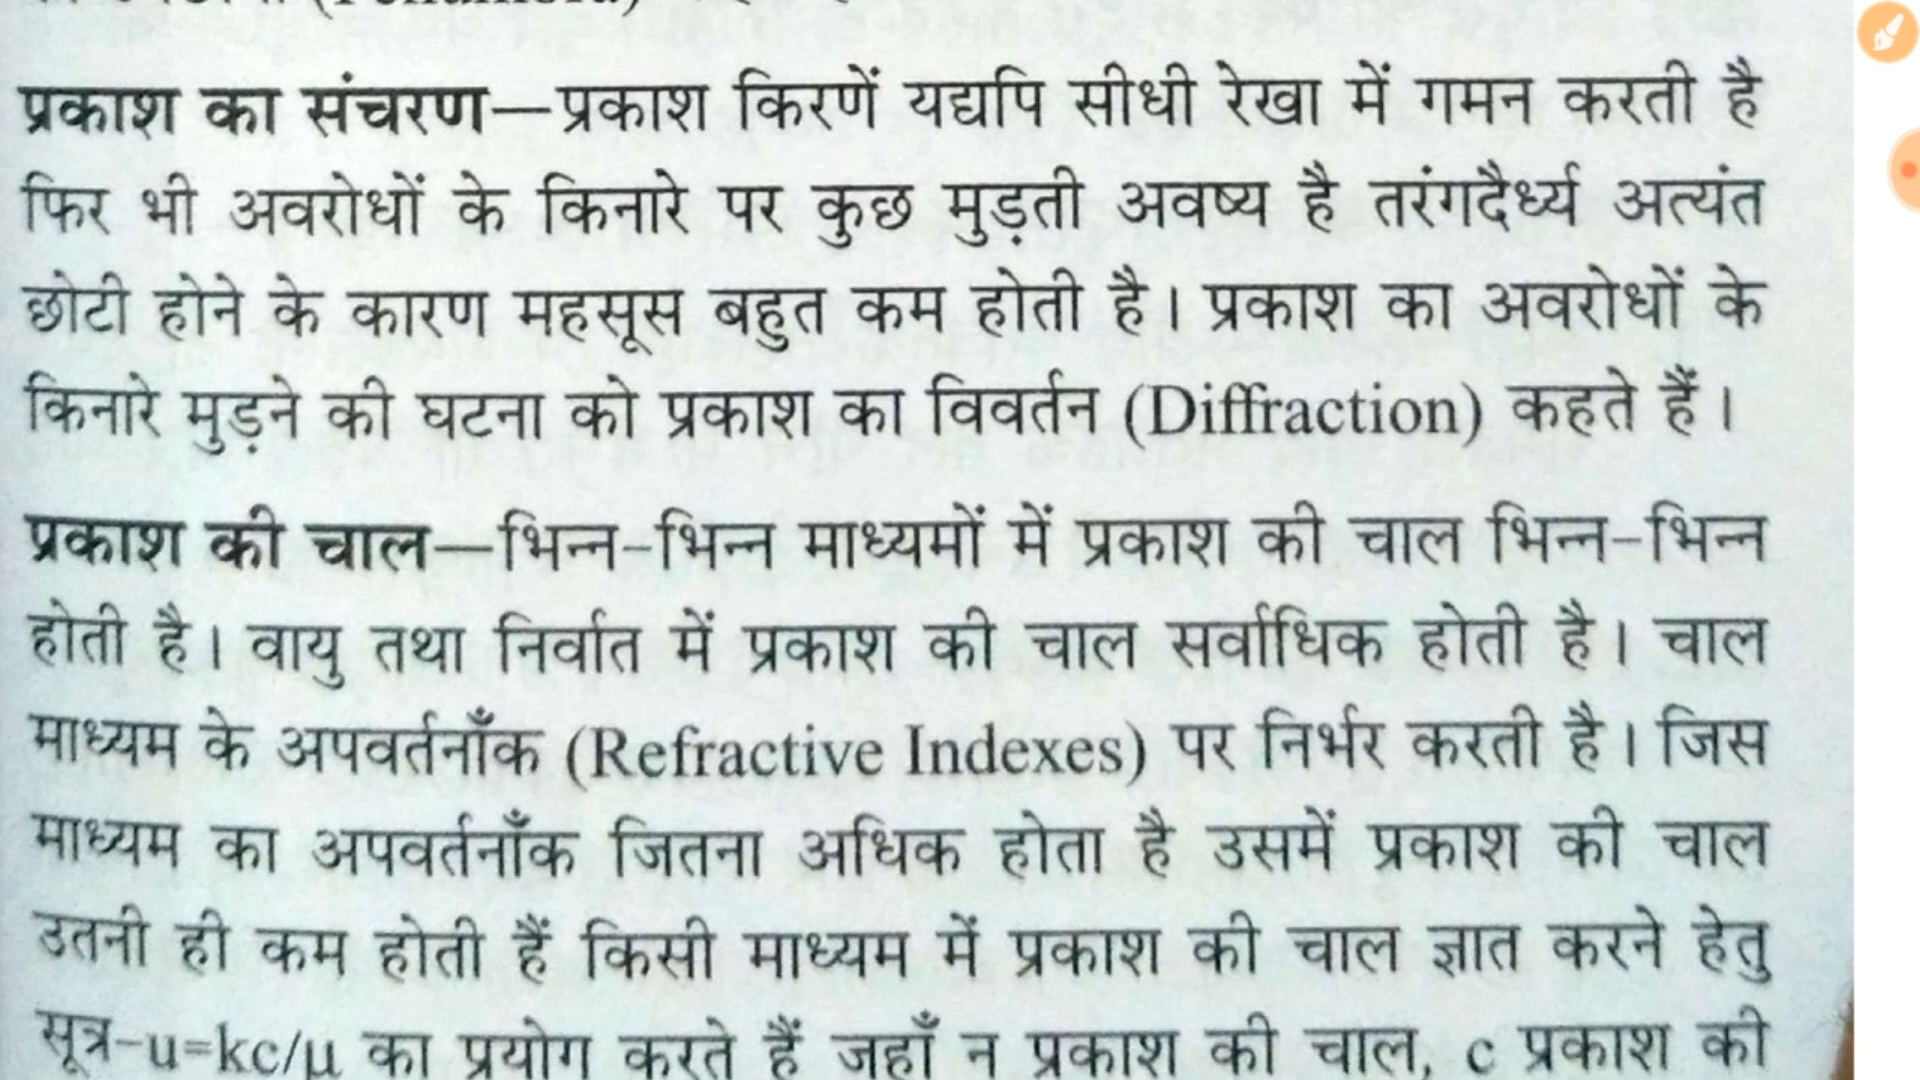 प्रकाश का संचरण—प्रकाश किरणें यद्यपि सीधी रेखा में गमन करती है
फिर भी अवरोधों के किनारे पर कुछ मुड़ती अवष्य है तरंगदैर्ध्य अत्यंत
छोटी होने के कारण महसूस बहुत कम होती है। प्रकाश का अवरोधों के
किनारे मुड़ने की घटना को प्रकाश का विवर्तन (Diffraction) कहते हैं।
प्रकाश की चाल—भिन्न-भिन्न माध्यमों में प्रकाश की चाल भिन्न-भिन्न
होती है। वायु तथा निर्वात में प्रकाश की चाल सर्वाधिक होती है। चाल
माध्यम के अपवर्तनाँक (Refractive Indexes) पर निर्भर करती है। जिस
माध्यम का अपवर्तनाँक जितना अधिक होता है उसमें प्रकाश की चाल
उतनी ही कम होती हैं किसी माध्यम में प्रकाश की चाल ज्ञात करने हेतु
सूत्र-u=kc/μ का प्रयोग करते हैं जहाँ न प्रकाश की चाल, c प्रकाश की